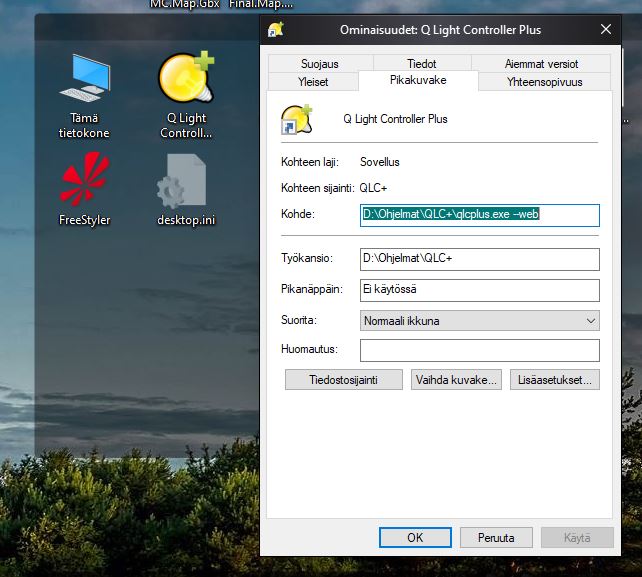 MC.Map.Gbx Final.Map....
Tämä
tietokone
Q Light
Controll...
FreeStyler
desktop.ini
Ominaisuudet: Q Light Controller Plus
Suojaus Tiedot Aiemmat versiot
Yleiset Pikakuvake Yhteensopivuus
Q Light Controller Plus
Kohteen laji: Sovellus
Kohteen sijainti: QLC+
Kohde: D:\Ohjelmat\QLC+\qlcplus.exe --web
Työkansio: D:\Ohjelmat\QLC+
Pikanäppäin: Ei käytössä
Suorita: Normaali ikkuna
Huomautus:
Tiedostosijainti Vaihda kuvake... Lisäasetukset...
OK Peruuta Käytä